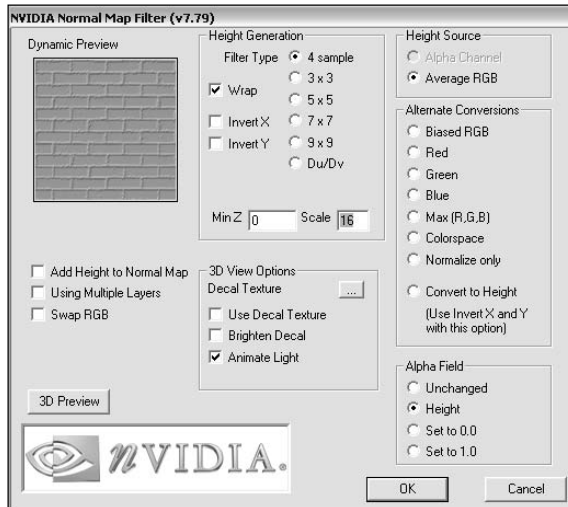 NVIDIA Normal Map Filter (v7.79)
Dynamic Preview
Height Generation
Filter Type
4 sample
3 x 3
5 x 5
7 x 7
9 x 9
Du/Dv
Wrap
Invert X
Invert Y
Min Z 0
Scale 16
Height Source
Alpha Channel
Average RGB
Alternate Conversions
Biased RGB
Red
Green
Blue
Max (R,G,B)
Colorspace
Normalize only
Convert to Height
(Use Invert X and Y
with this option)
Add Height to Normal Map
Using Multiple Layers
Swap RGB
3D View Options
Decal Texture
...
Use Decal Texture
Brighten Decal
Animate Light
Alpha Field
Unchanged
Height
Set to 0.0
Set to 1.0
3D Preview
nVIDIA®
OK
Cancel